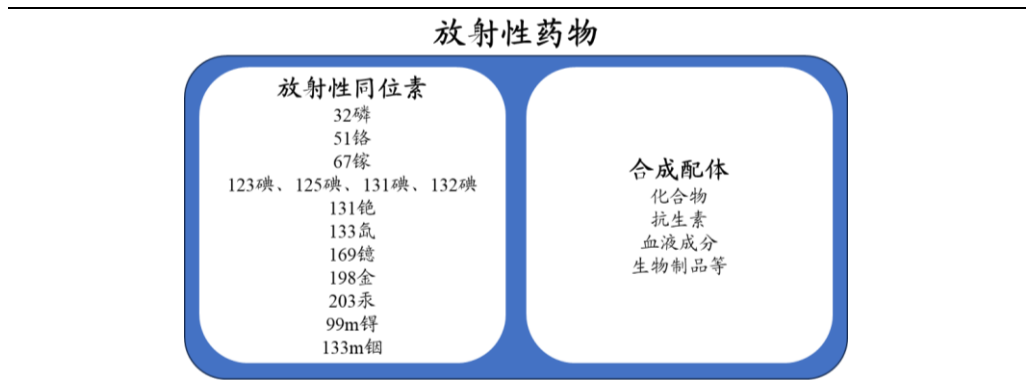 放射性药物
放射性同位素
32磷
51铬
67镓
123碘、125碘、131碘、132碘
131铯
133氙
169镱
198金
203汞
99m锝
133m铟
合成配体
化合物
抗生素
血液成分
生物制品等